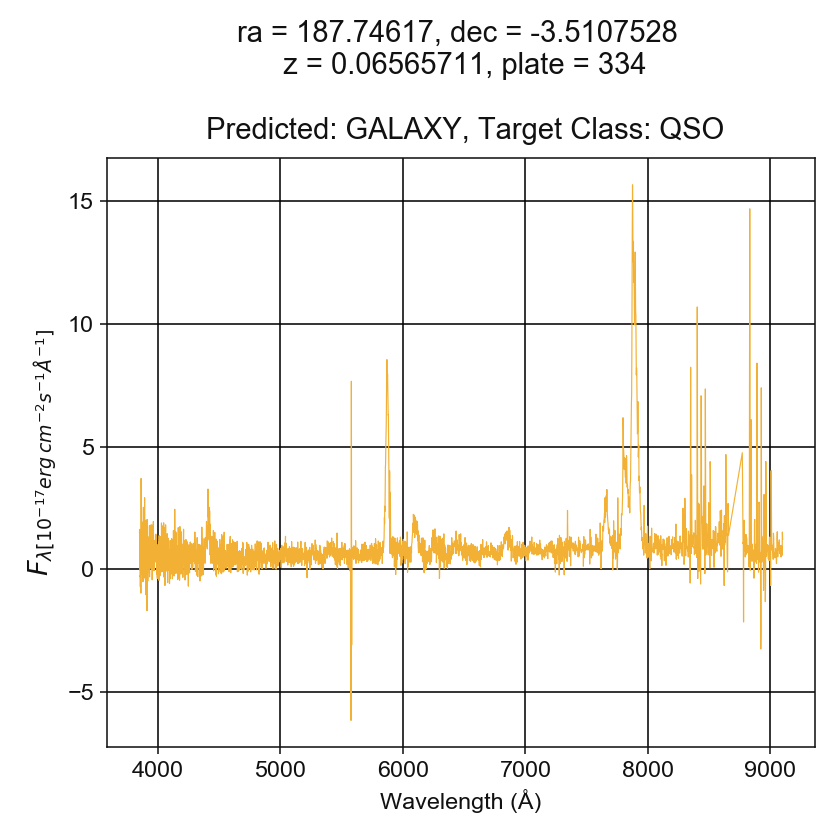 ra = 187.74617, dec = -3.5107528
z = 0.06565711, plate = 334
Predicted: GALAXY, Target Class: QSO
15
10
5
0
−5
F_λ[10^{−17} erg cm^{−2} s^{−1} Å^{−1}]
4000 5000 6000 7000 8000 9000
Wavelength (Å)